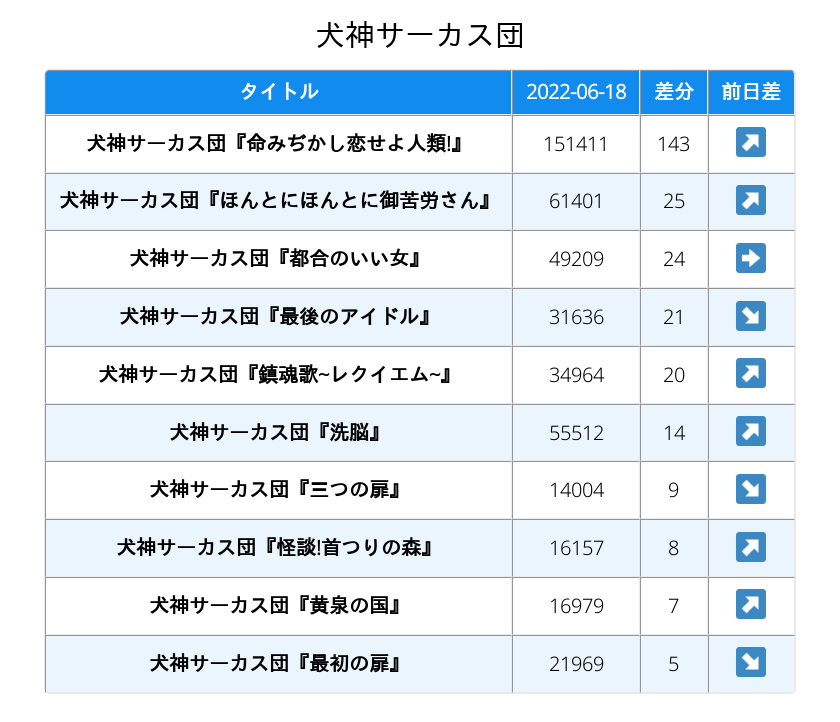 犬神サーカス団
タイトル 2022-06-18 差分 前日差
犬神サーカス団『命みぢかし恋せよ人類!』 151411 143 ↗
犬神サーカス団『ほんとにほんとに御苦労さん』 61401 25 ↗
犬神サーカス団『都合のいい女』 49209 24 ➡
犬神サーカス団『最後のアイドル』 31636 21 ↘
犬神サーカス団『鎮魂歌~レクイエム~』 34964 20 ↗
犬神サーカス団『洗脳』 55512 14 ↗
犬神サーカス団『三つの扉』 14004 9 ↘
犬神サーカス団『怪談!首つりの森』 16157 8 ↗
犬神サーカス団『黄泉の国』 16979 7 ↗
犬神サーカス団『最初の扉』 21969 5 ↘